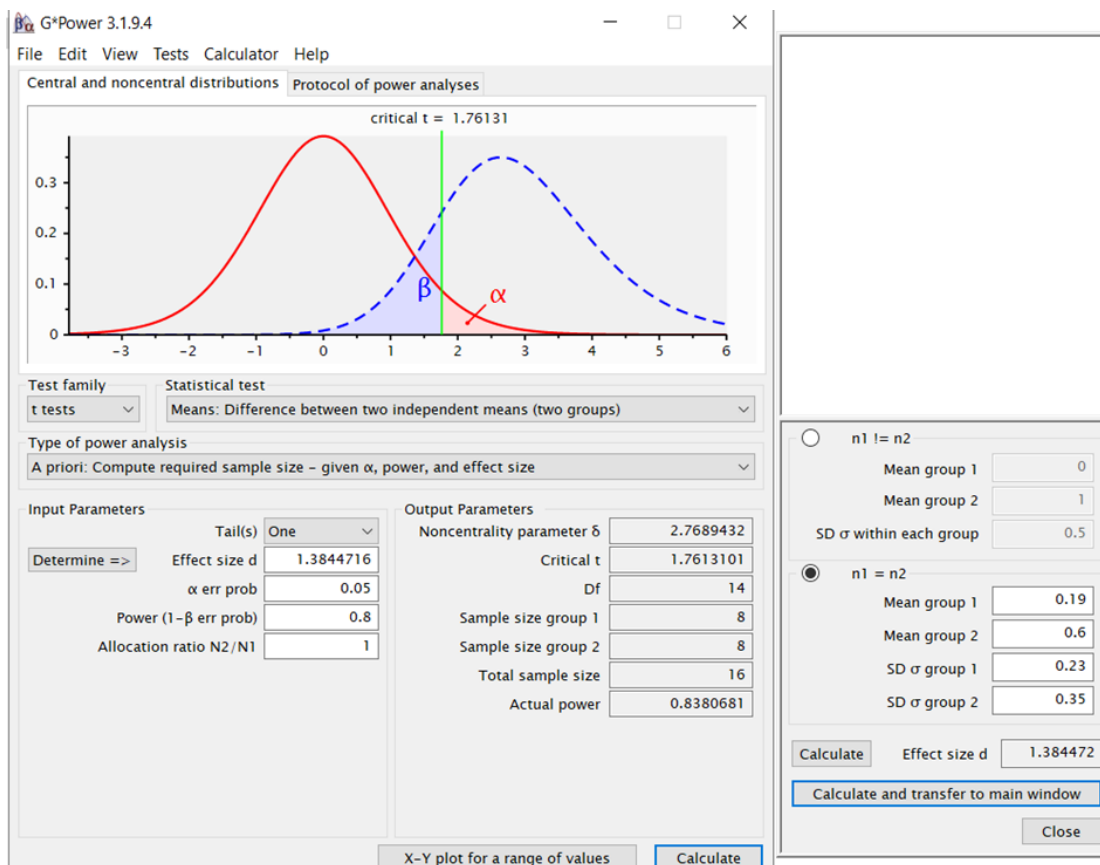 G*Power 3.1.9.4
File Edit View Tests Calculator Help
Central and noncentral distributions Protocol of power analyses
critical t = 1.76131
0.3
0.2
0.1
0
β
α
-3 -2 -1 0 1 2 3 4 5 6
Test family Statistical test
t tests Means: Difference between two independent means (two groups)
Type of power analysis
A priori: Compute required sample size - given α, power, and effect size
Input Parameters
Tail(s) One
Determine => Effect size d 1.3844716
α err prob 0.05
Power (1-β err prob) 0.8
Allocation ratio N2/N1 1
Output Parameters
Noncentrality parameter δ 2.7689432
Critical t 1.7613101
Df 14
Sample size group 1 8
Sample size group 2 8
Total sample size 16
Actual power 0.8380681
X-Y plot for a range of values Calculate
n1 != n2
Mean group 1 0
Mean group 2 1
SD σ within each group 0.5
n1 = n2
Mean group 1 0.19
Mean group 2 0.6
SD σ group 1 0.23
SD σ group 2 0.35
Calculate Effect size d 1.384472
Calculate and transfer to main window
Close